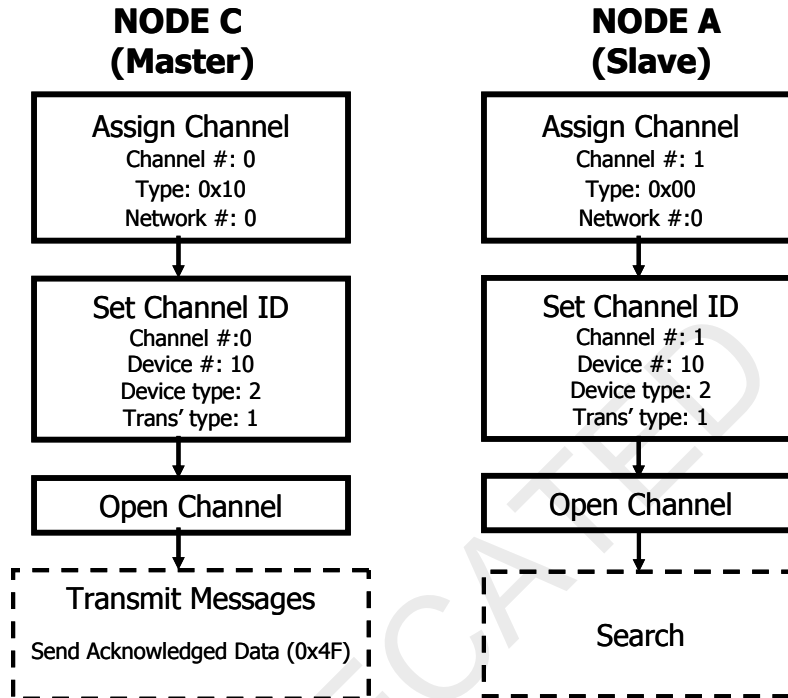 NODE C
(Master)
Assign Channel
Channel #: 0
Type: 0x10
Network #: 0
Set Channel ID
Channel #:0
Device #: 10
Device type: 2
Trans’ type: 1
Open Channel
Transmit Messages
Send Acknowledged Data (0x4F)
NODE A
(Slave)
Assign Channel
Channel #: 1
Type: 0x00
Network #:0
Set Channel ID
Channel #: 1
Device #: 10
Device type: 2
Trans’ type: 1
Open Channel
Search
ECATED